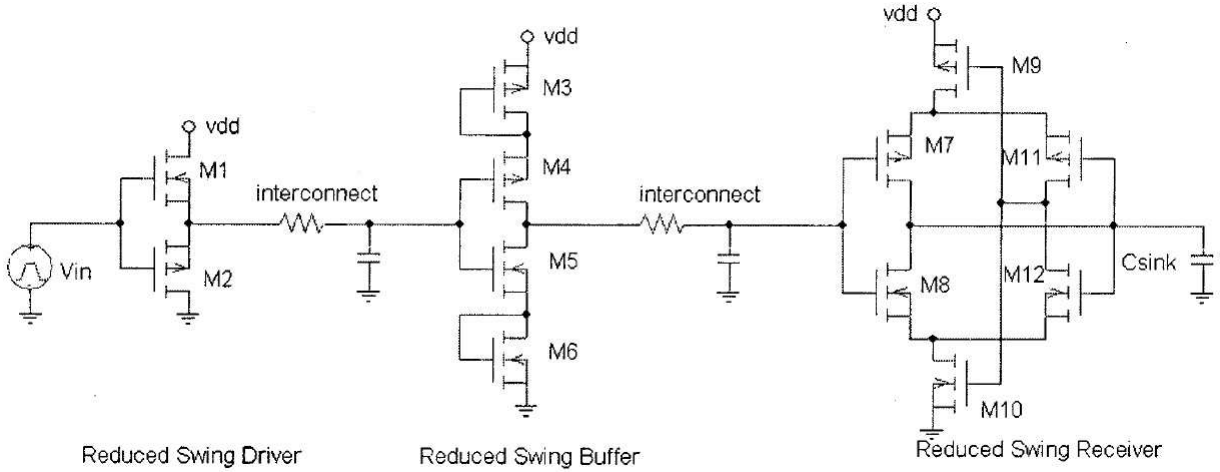 vdd
vdd
vdd
M9
M3
M1
M4
M7
M11
interconnect
interconnect
Vin
M2
M5
M8
M12
Csink
M6
M10
Reduced Swing Driver
Reduced Swing Buffer
Reduced Swing Receiver